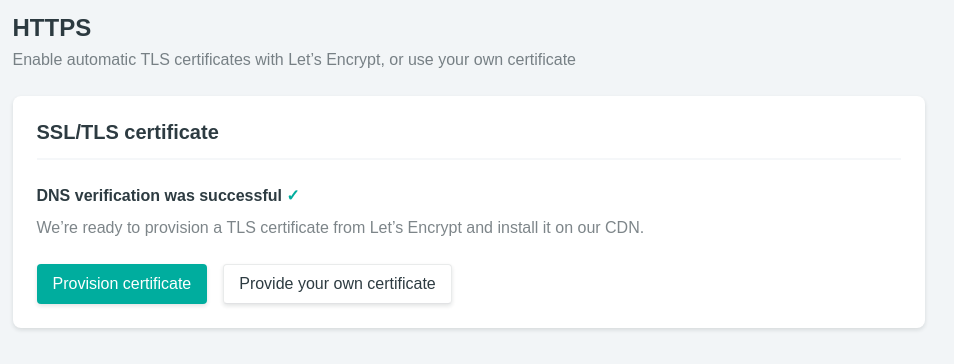 HTTPS
Enable automatic TLS certificates with Let's Encrypt, or use your own certificate
SSL/TLS certificate
DNS verification was successful ✓
We're ready to provision a TLS certificate from Let's Encrypt and install it on our CDN.
Provision certificate
Provide your own certificate